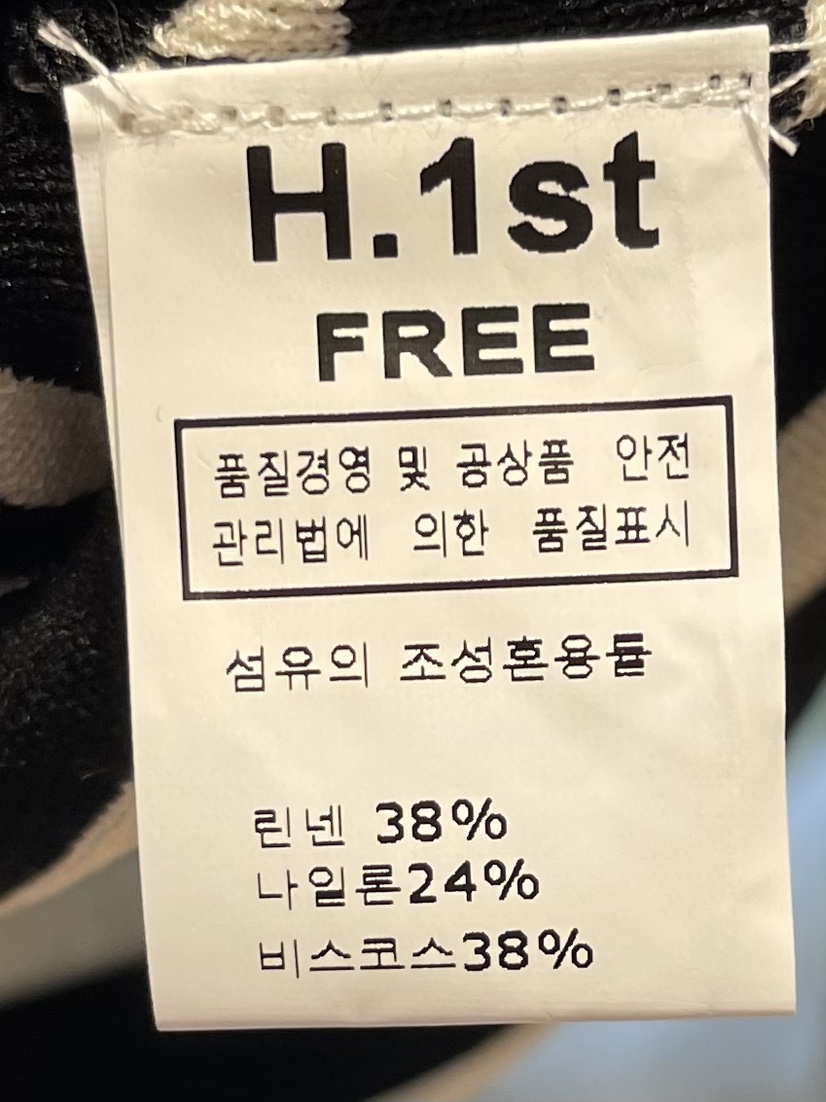 H.1st
FREE
품질경영 및 공상품 안전
관리법에 의한 품질표시
섬유의 조성혼용률
린넨 38%
나일론24%
비스코스38%